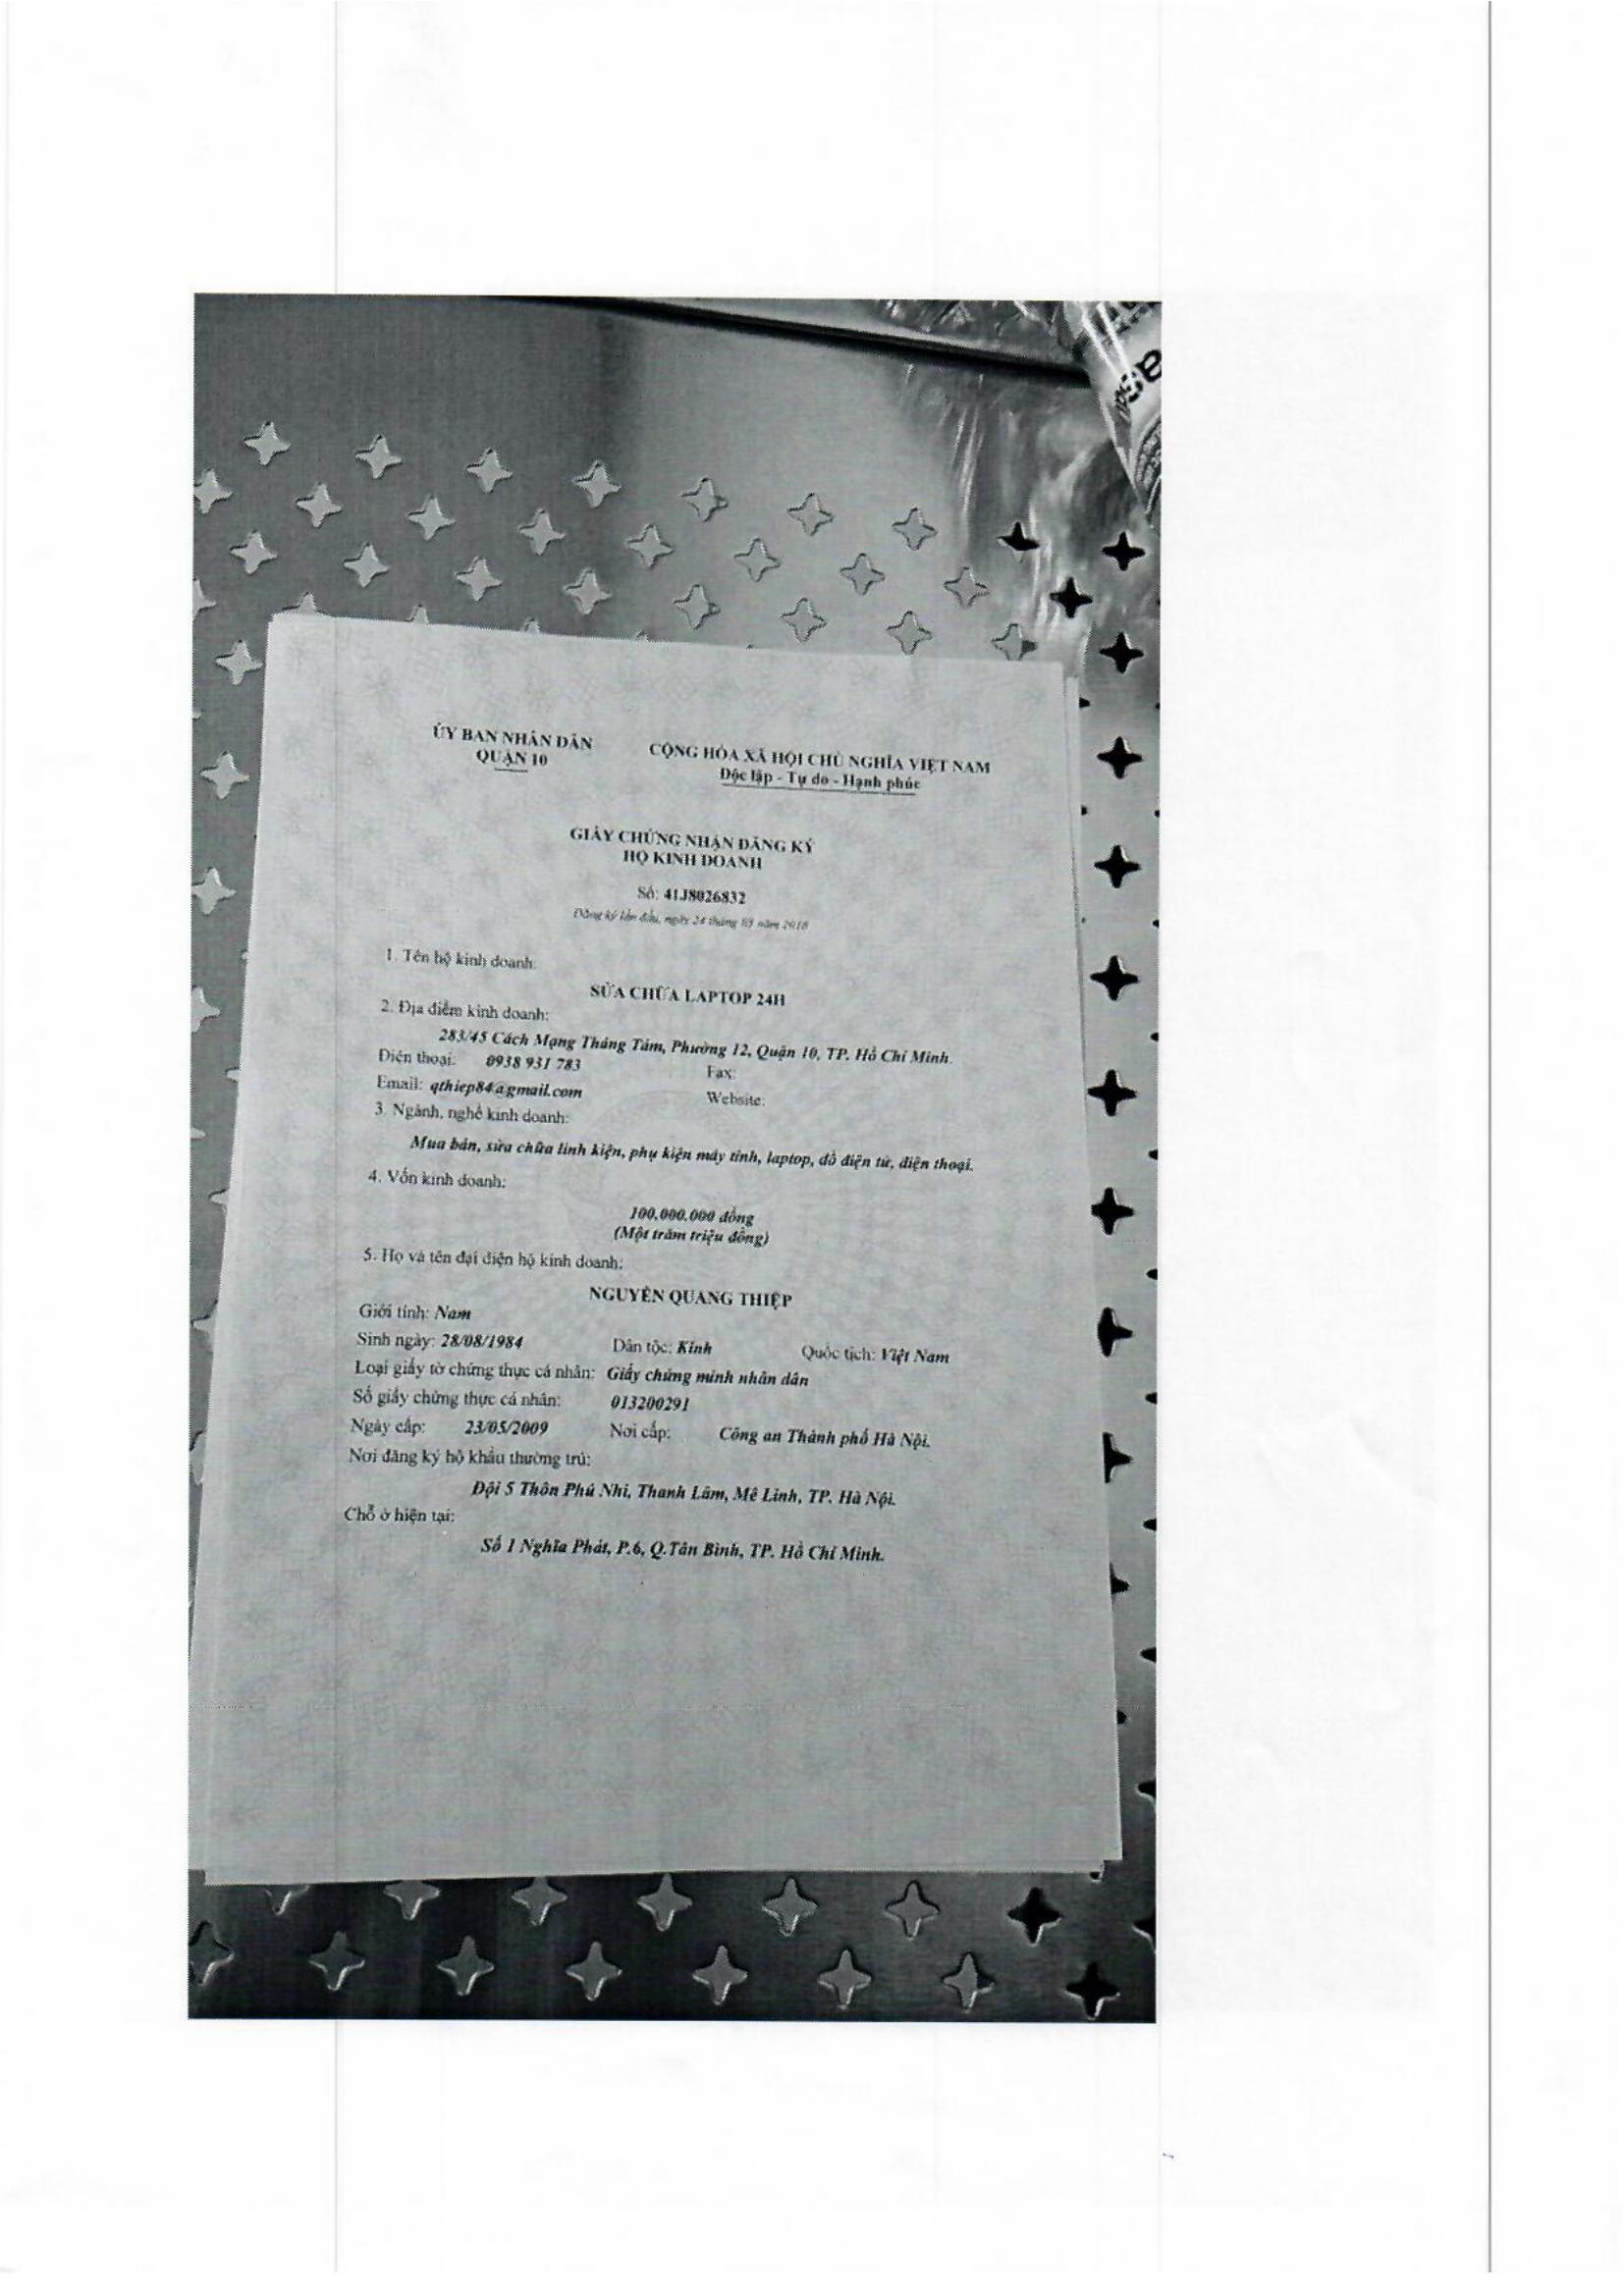 ỦY BAN NHÂN DÂN
QUẬN 10
CỘNG HÒA XÃ HỘI CHỦ NGHĨA VIỆT NAM
Độc lập - Tự do - Hạnh phúc
GIẤY CHỨNG NHẬN ĐĂNG KÝ
HỘ KINH DOANH
Số: 41J8026832
Đăng ký lần đầu, ngày 24 tháng 05 năm 2018
1. Tên hộ kinh doanh:
SỬA CHỮA LAPTOP 24H
2. Địa điểm kinh doanh:
283/45 Cách Mạng Tháng Tám, Phường 12, Quận 10, TP. Hồ Chí Minh.
Điện thoại: 0938 931 783 Fax:
Email: qthiep84@gmail.com Website:
3. Ngành, nghề kinh doanh:
Mua bán, sửa chữa linh kiện, phụ kiện máy tính, laptop, đồ điện tử, điện thoại.
4. Vốn kinh doanh:
100.000.000 đồng
(Một trăm triệu đồng)
5. Họ và tên đại diện hộ kinh doanh:
NGUYỄN QUANG THIỆP
Giới tính: Nam
Sinh ngày: 28/08/1984 Dân tộc: Kinh Quốc tịch: Việt Nam
Loại giấy tờ chứng thực cá nhân: Giấy chứng minh nhân dân
Số giấy chứng thực cá nhân: 013200291
Ngày cấp: 23/05/2009 Nơi cấp: Công an Thành phố Hà Nội.
Nơi đăng ký hộ khẩu thường trú:
Đội 5 Thôn Phú Nhi, Thanh Lâm, Mê Linh, TP. Hà Nội.
Chỗ ở hiện tại:
Số 1 Nghĩa Phát, P.6, Q.Tân Bình, TP. Hồ Chí Minh.